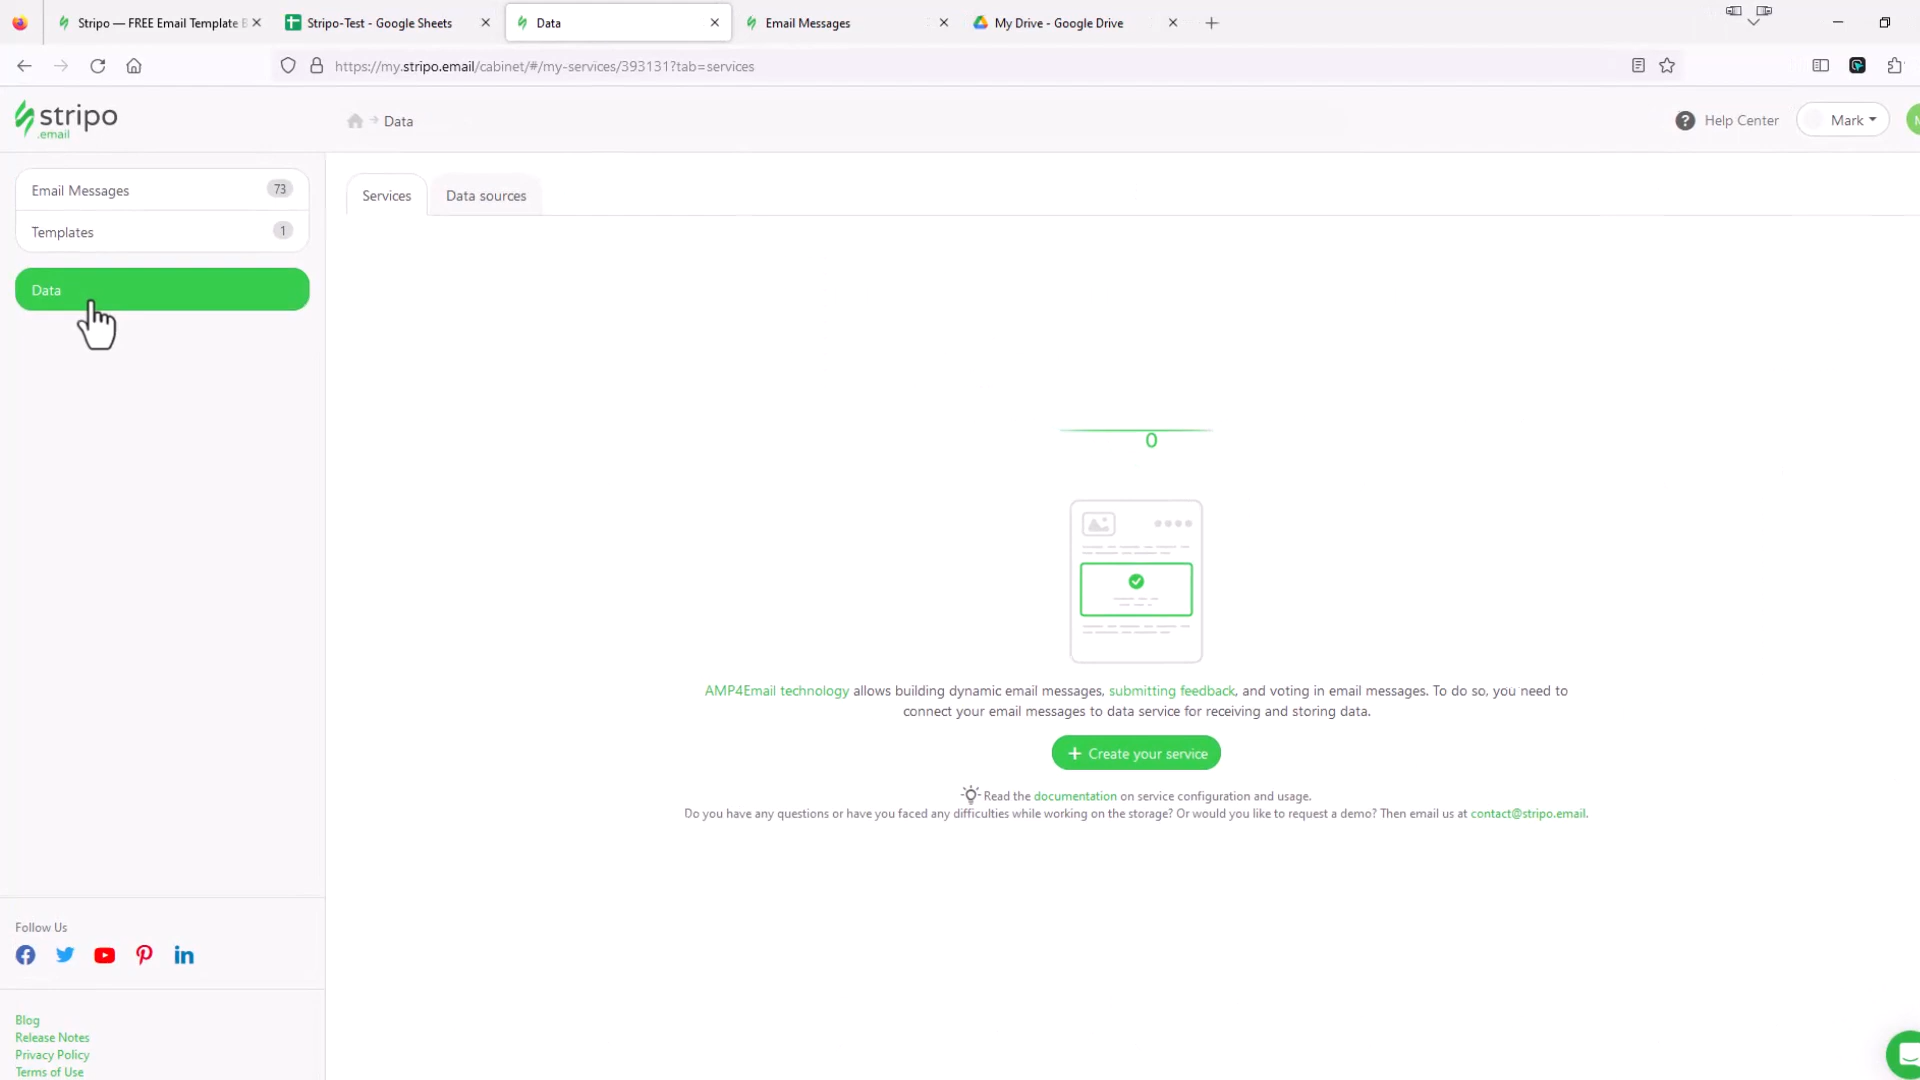 Stripo — FREE Email Template B
Stripo-Test - Google Sheets
Data
Email Messages
My Drive - Google Drive
https://my.stripo.email/cabinet/#/my-services/393131?tab=services
stripo
.email
Data
Help Center
Mark
Email Messages 73
Templates 1
Data
Services
Data sources
0
AMP4Email technology allows building dynamic email messages, submitting feedback, and voting in email messages. To do so, you need to
connect your email messages to data service for receiving and storing data.
+ Create your service
Read the documentation on service configuration and usage.
Do you have any questions or have you faced any difficulties while working on the storage? Or would you like to request a demo? Then email us at contact@stripo.email.
Follow Us
Blog
Release Notes
Privacy Policy
Terms of Use